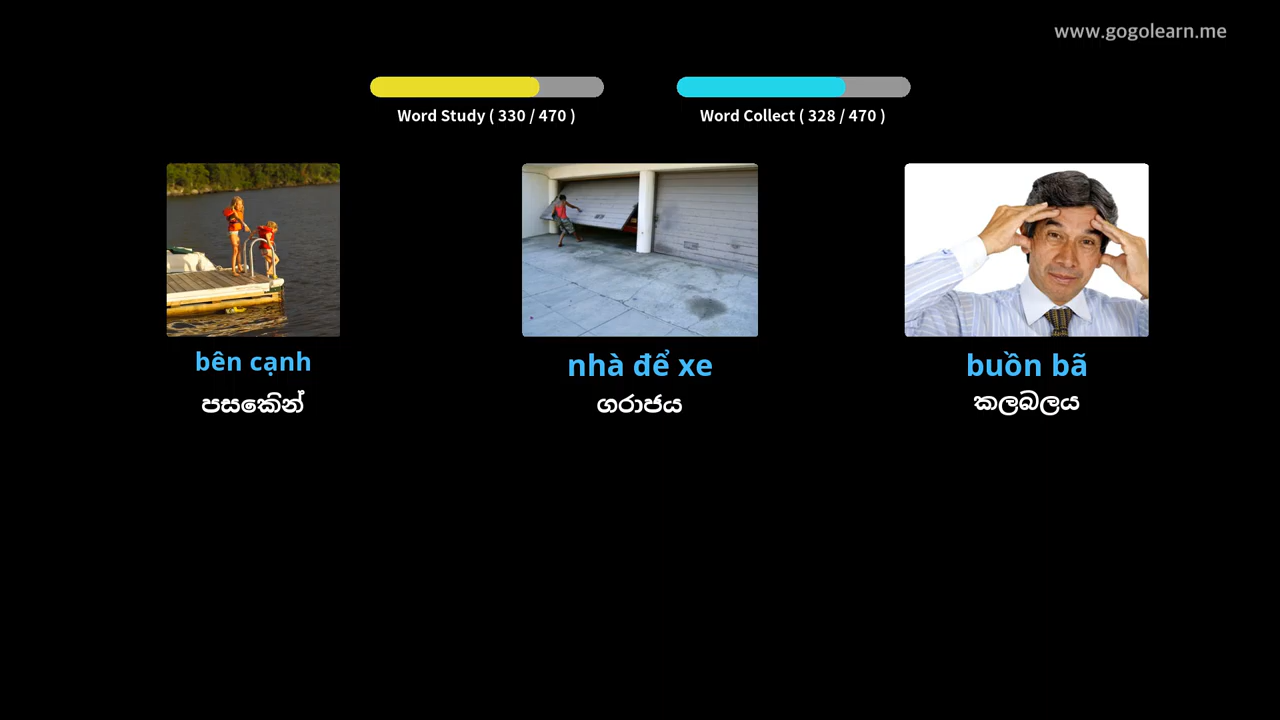 www.gogolearn.me
Word Study ( 330 / 470 )
Word Collect ( 328 / 470 )
bên cạnh
පසකෙින්
nhà để xe
ගරාජය
buồn bã
කලබලය